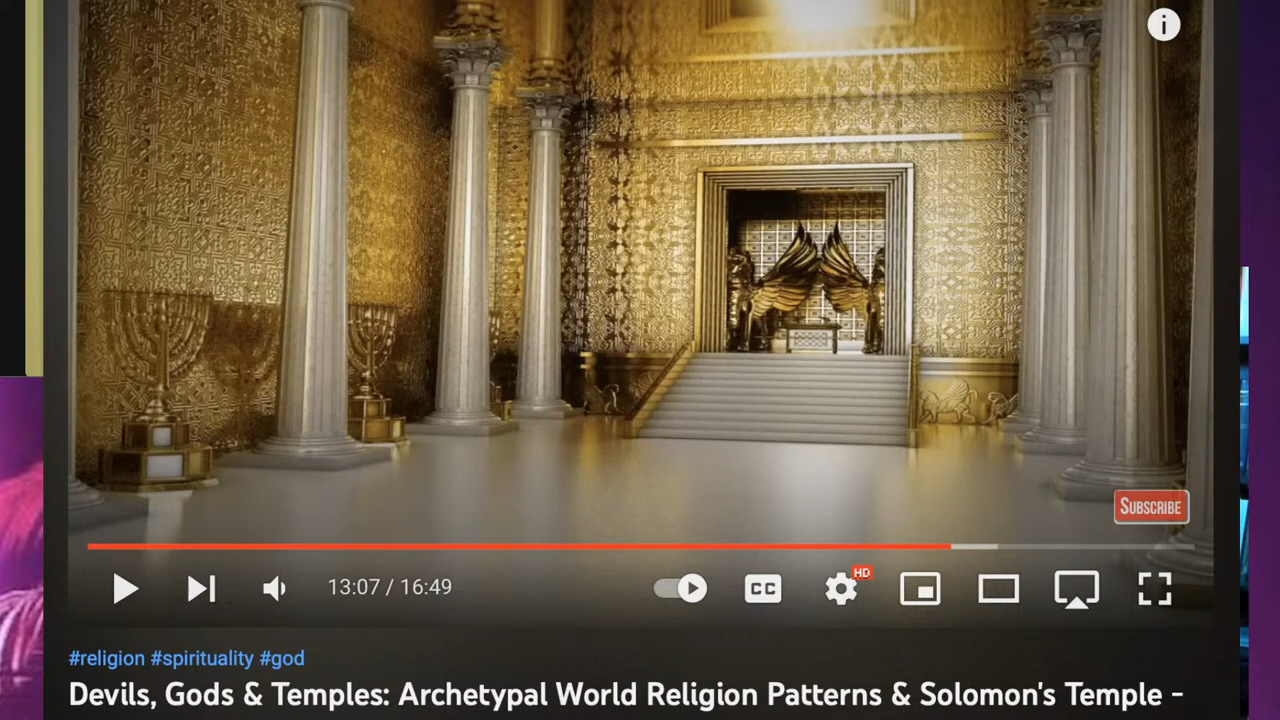 i
SUBSCRIBE
13:07 / 16:49
CC
HD
#religion #spirituality #god
Devils, Gods & Temples: Archetypal World Religion Patterns & Solomon's Temple -